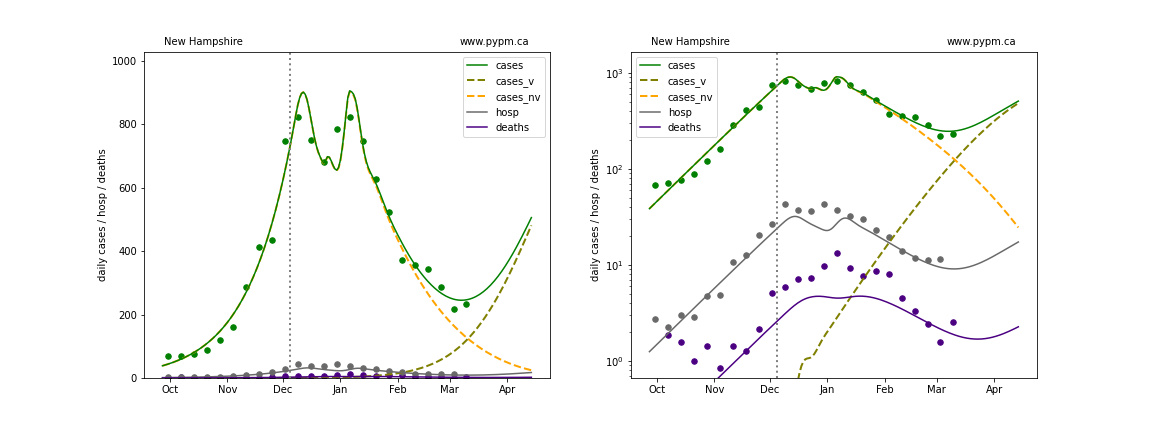 New Hampshire www.pypm.ca
1000
800
600
400
200
0
daily cases / hosp / deaths
cases
cases_v
cases_nv
hosp
deaths
Oct Nov Dec Jan Feb Mar Apr
New Hampshire www.pypm.ca
10³
10²
10¹
10⁰
daily cases / hosp / deaths
cases
cases_v
cases_nv
hosp
deaths
Oct Nov Dec Jan Feb Mar Apr